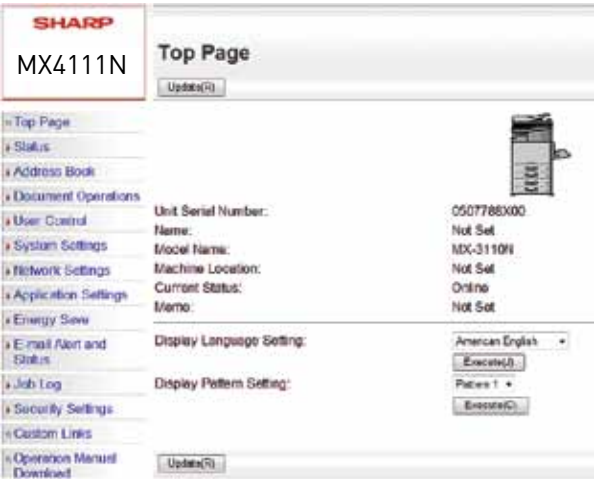 SHARP
MX4111N
Top Page
Update(R)
Top Page
Status
Address Book
Document Operations
User Control
System Settings
Network Settings
Application Settings
Energy Save
E-mail Alert and
Status
Job Log
Security Settings
Custom Links
Operation Manual
Download
Unit Serial Number: 0507788X00
Name: Not Set
Model Name: MX-3110N
Machine Location: Not Set
Current Status: Online
Memo: Not Set
Display Language Setting: American English
Execute(J)
Display Pattern Setting: Pattern 1
Execute(C)
Update(R)